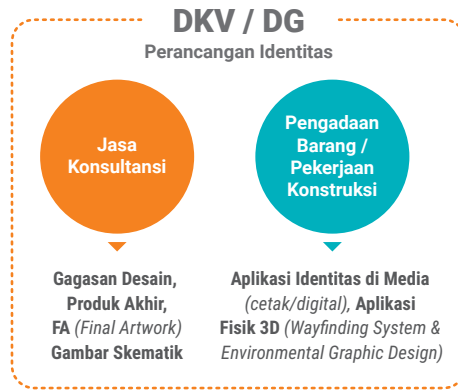 DKV / DG
Perancangan Identitas
Jasa
Konsultansi
Pengadaan
Barang /
Pekerjaan
Konstruksi
Gagasan Desain,
Produk Akhir,
FA (Final Artwork)
Gambar Skematik
Aplikasi Identitas di Media
(cetak/digital), Aplikasi
Fisik 3D (Wayfinding System &
Environmental Graphic Design)